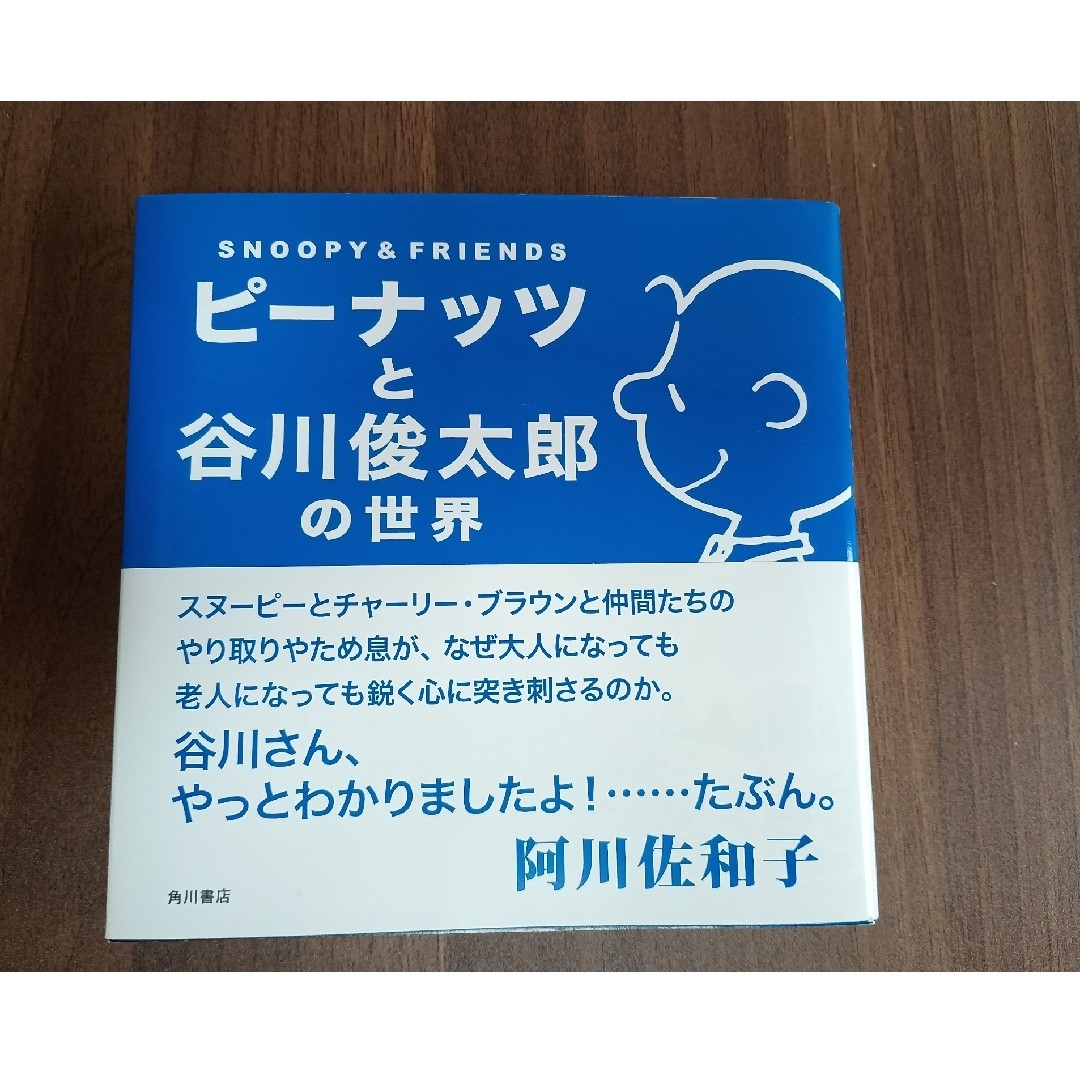 SNOOPY & FRIENDS
ピーナッツ
と
谷川俊太郎
の世界
スヌーピーとチャーリー・ブラウンと仲間たちの
やり取りやため息が、なぜ大人になっても
老人になっても鋭く心に突き刺さるのか。
谷川さん、
やっとわかりましたよ!……たぶん。
阿川佐和子
角川書店